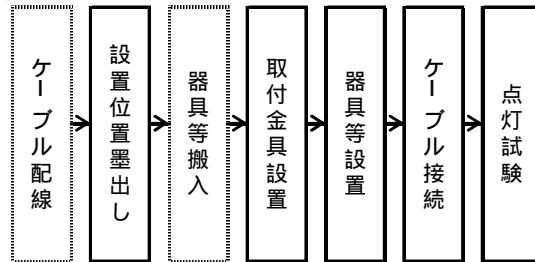 ケーブル配線
設置位置墨出し
器具等搬入
取付金具設置
器具等設置
ケーブル接続
点灯試験